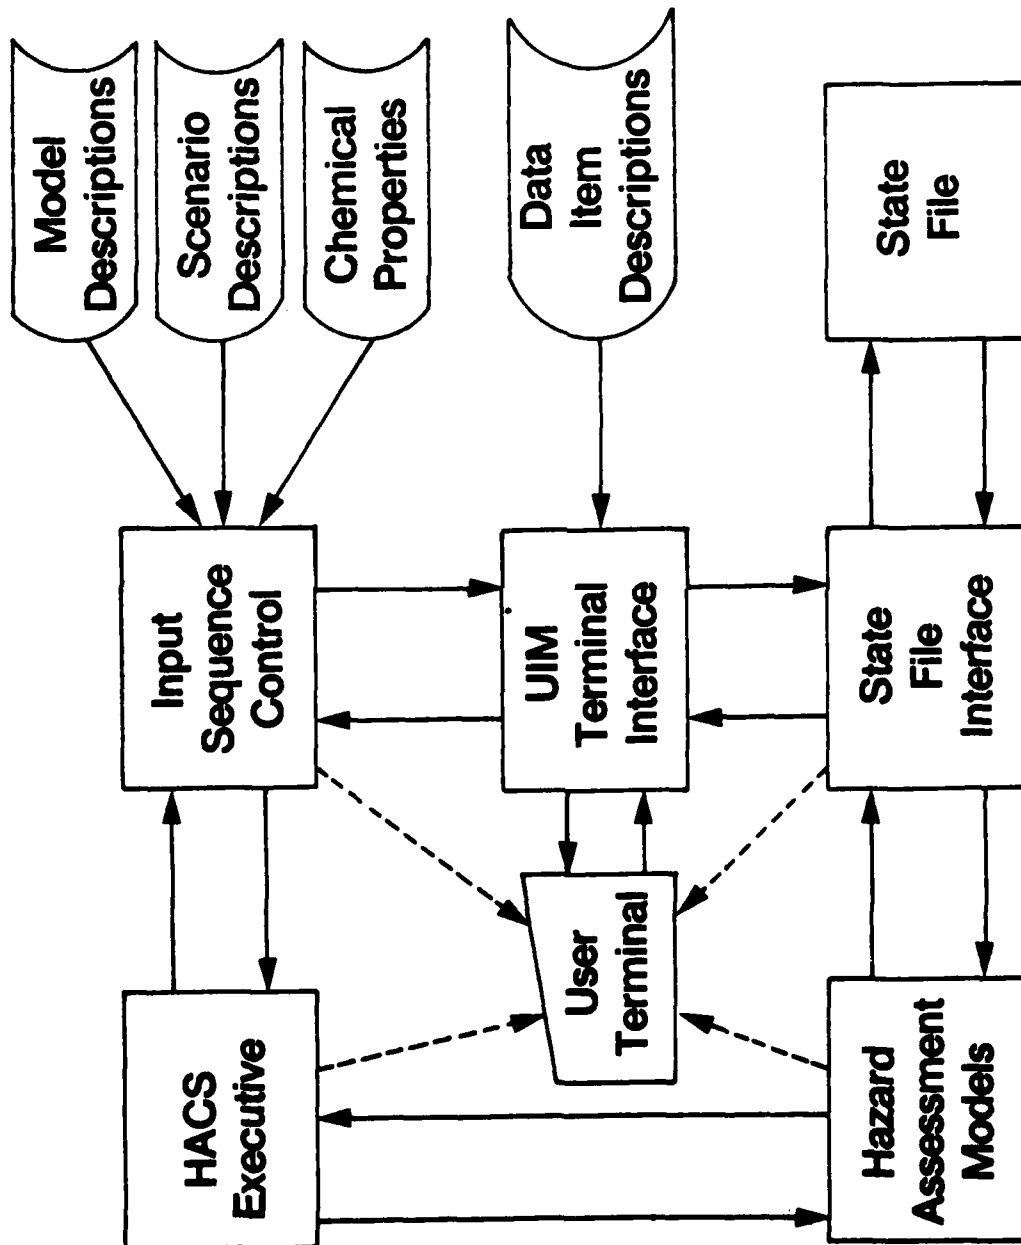 HACS
Executive
Input
Sequence
Control
Model
Descriptions
Scenario
Descriptions
Chemical
Properties
User
Terminal
UIM
Terminal
Interface
Data
Item
Descriptions
Hazard
Assessment
Models
State
File
Interface
State
File